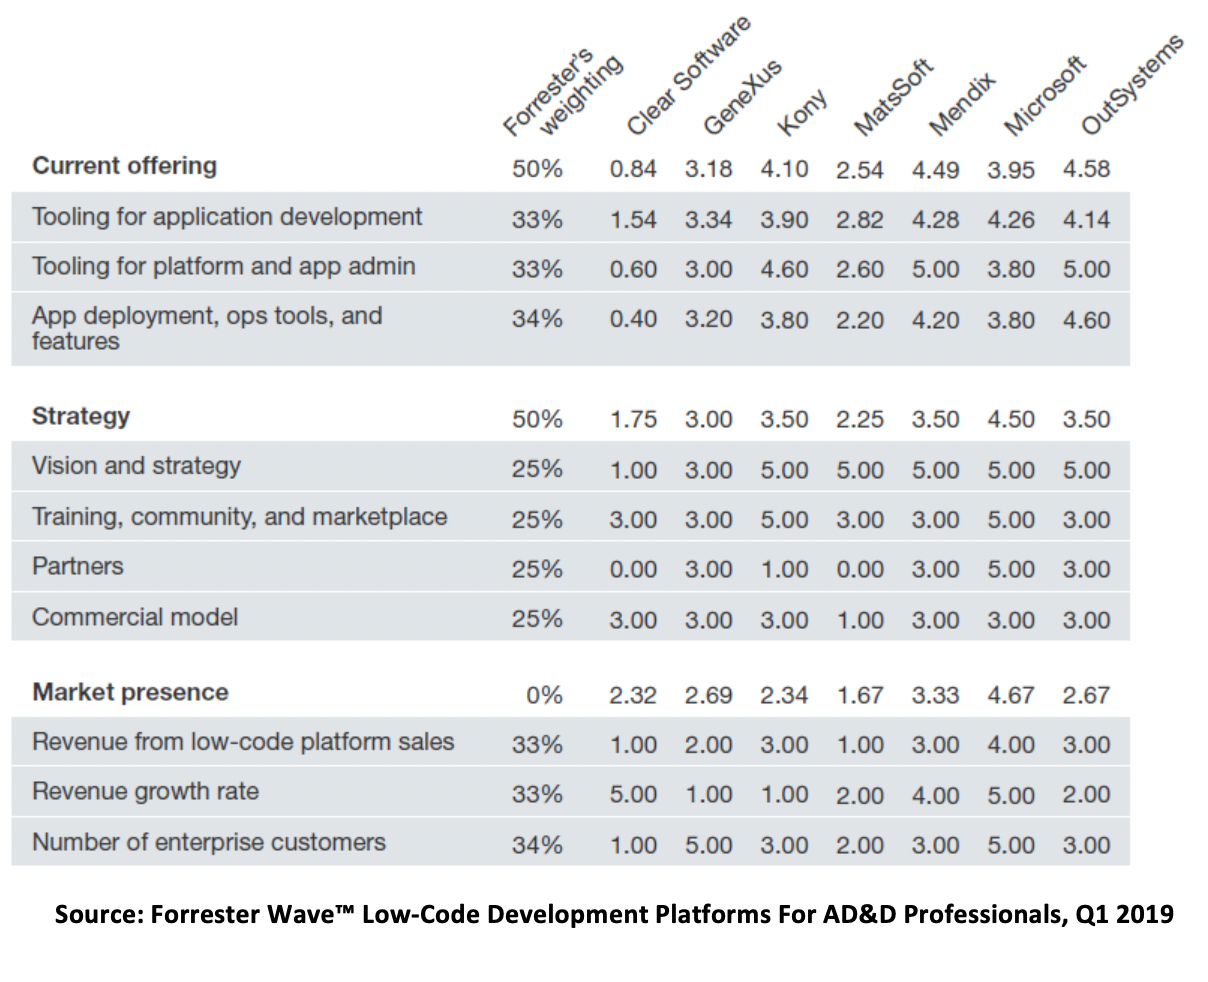 Forrester's
weighting
Clear Software
GeneXus
Kony
MatsSoft
Mendix
Microsoft
OutSystems
Current offering 50% 0.84 3.18 4.10 2.54 4.49 3.95 4.58
Tooling for application development 33% 1.54 3.34 3.90 2.82 4.28 4.26 4.14
Tooling for platform and app admin 33% 0.60 3.00 4.60 2.60 5.00 3.80 5.00
App deployment, ops tools, and 34% 0.40 3.20 3.80 2.20 4.20 3.80 4.60
features
Strategy 50% 1.75 3.00 3.50 2.25 3.50 4.50 3.50
Vision and strategy 25% 1.00 3.00 5.00 5.00 5.00 5.00 5.00
Training, community, and marketplace 25% 3.00 3.00 5.00 3.00 3.00 5.00 3.00
Partners 25% 0.00 3.00 1.00 0.00 3.00 5.00 3.00
Commercial model 25% 3.00 3.00 3.00 1.00 3.00 3.00 3.00
Market presence 0% 2.32 2.69 2.34 1.67 3.33 4.67 2.67
Revenue from low-code platform sales 33% 1.00 2.00 3.00 1.00 3.00 4.00 3.00
Revenue growth rate 33% 5.00 1.00 1.00 2.00 4.00 5.00 2.00
Number of enterprise customers 34% 1.00 5.00 3.00 2.00 3.00 5.00 3.00
Source: Forrester Wave™ Low-Code Development Platforms For AD&D Professionals, Q1 2019